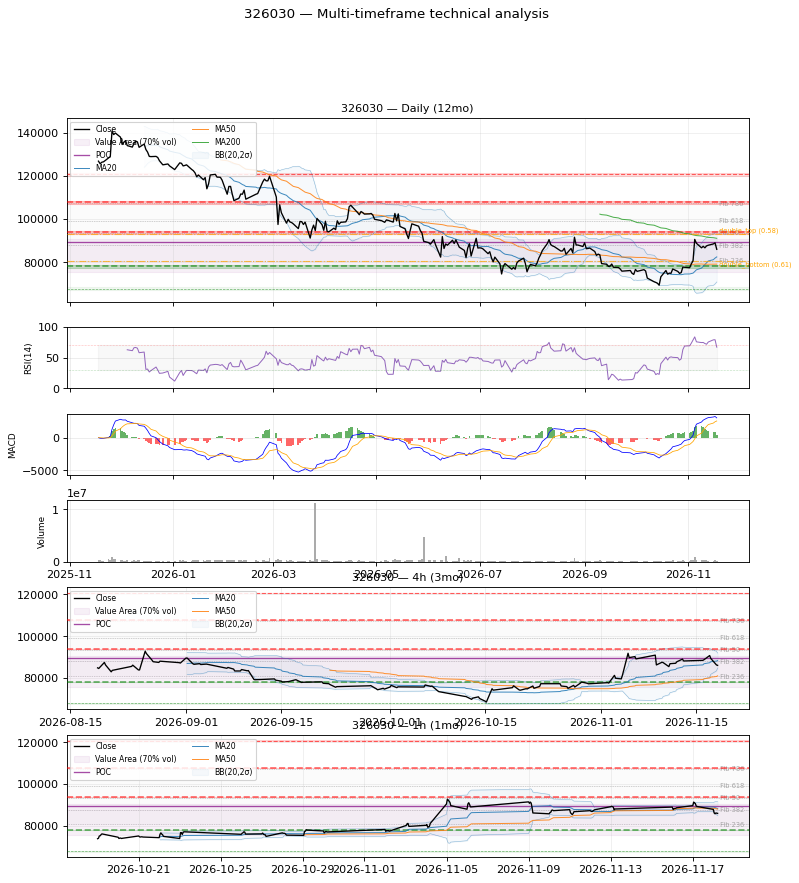 326030 — Multi-timeframe technical analysis
326030 — Daily (12mo)
Close
Value Area (70% vol)
POC
MA20
MA50
MA200
BB(20,2σ)
140000
120000
100000
80000
Fib 618
(0.58)
Fib 382
Fib 236
bottom (0.61)
RSI(14)
100
50
0
MACD
0
−5000
1e7
Volume
1
0
2025-11
2026-01
2026-03
2026-05
2026-07
2026-09
2026-11
326030 — 4h (3mo)
Close
Value Area (70% vol)
POC
MA20
MA50
BB(20,2σ)
120000
100000
80000
Fib 618
Fib 382
Fib 236
2026-08-15
2026-09-01
2026-09-15
2026-10-01
2026-10-15
2026-11-01
2026-11-15
326030 — 1h (1mo)
Close
Value Area (70% vol)
POC
MA20
MA50
BB(20,2σ)
120000
100000
80000
Fib 618
Fib 382
Fib 236
2026-10-21
2026-10-25
2026-10-29
2026-11-01
2026-11-05
2026-11-09
2026-11-13
2026-11-17